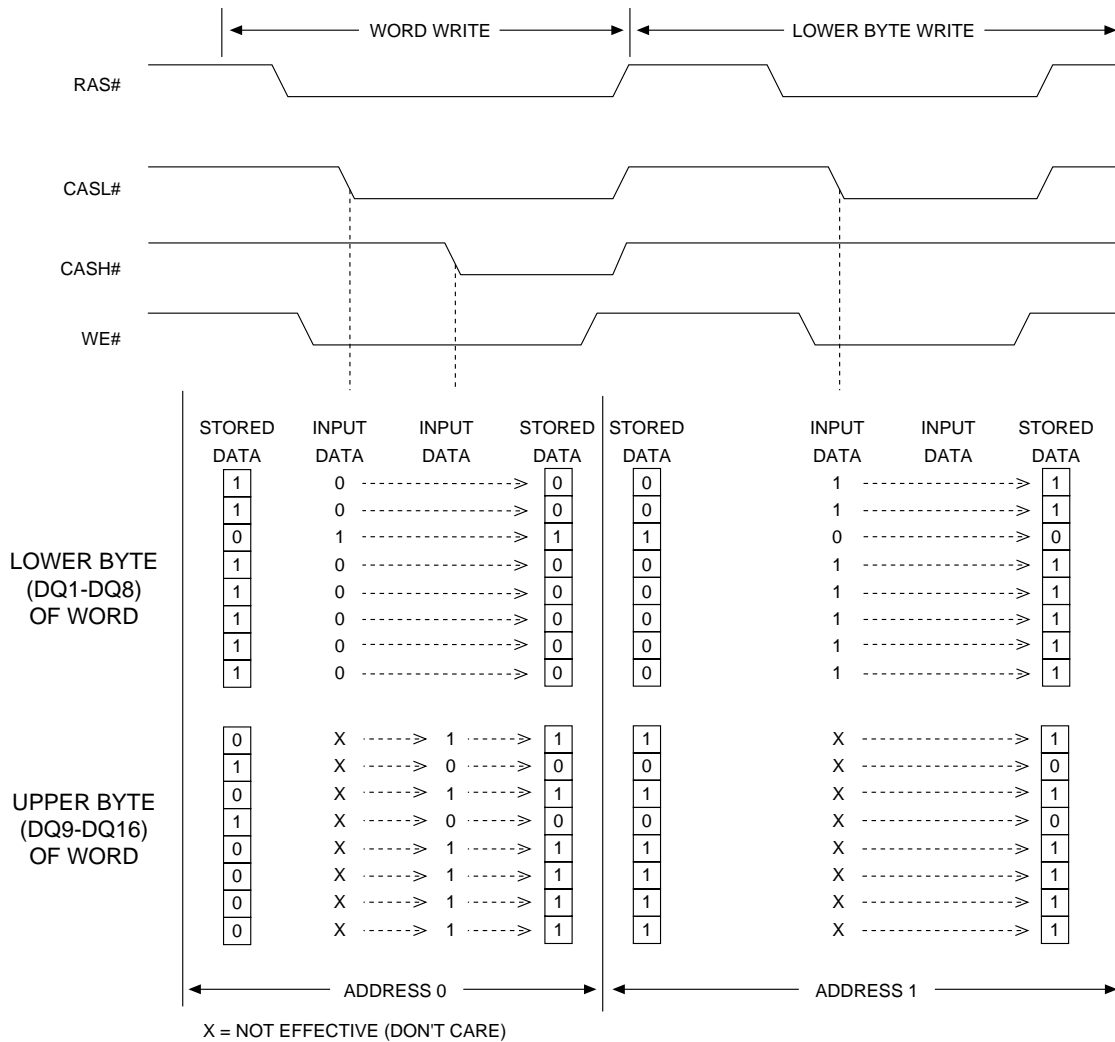 WORD WRITE LOWER BYTE WRITE
RAS#
CASL#
CASH#
WE#
STORED INPUT INPUT STORED STORED INPUT INPUT STORED
DATA DATA DATA DATA DATA DATA DATA DATA
1 0 0 0 1 1
1 0 0 0 1 1
0 1 1 1 0 0
1 0 0 0 1 1
1 0 0 0 1 1
1 0 0 0 1 1
1 0 0 0 1 1
1 0 0 0 1 1
LOWER BYTE
(DQ1-DQ8)
OF WORD
0 X 1 1 1 X 1
1 X 0 0 0 X 0
0 X 1 1 1 X 1
1 X 0 0 0 X 0
0 X 1 1 1 X 1
0 X 1 1 1 X 1
0 X 1 1 1 X 1
0 X 1 1 1 X 1
UPPER BYTE
(DQ9-DQ16)
OF WORD
ADDRESS 0 ADDRESS 1
X = NOT EFFECTIVE (DON'T CARE)